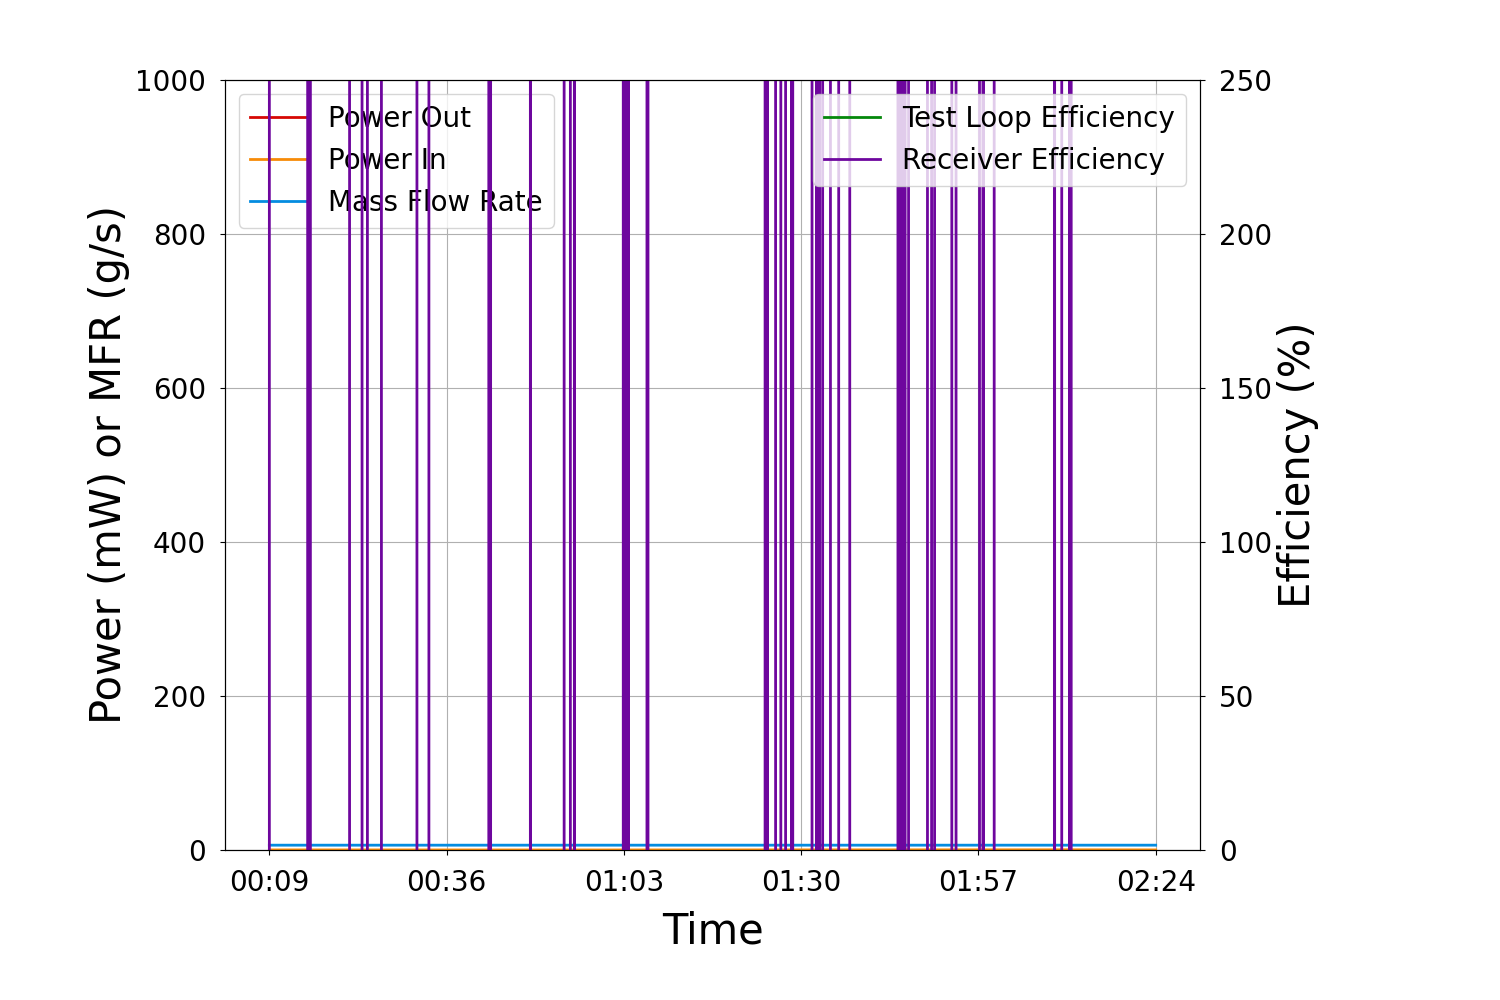 1000
800
600
400
200
0
Power (mW) or MFR (g/s)
Power Out
Power In
Mass Flow Rate
Test Loop Efficiency
Receiver Efficiency
250
200
150
100
50
0
Efficiency (%)
00:09 00:36 01:03 01:30 01:57 02:24
Time